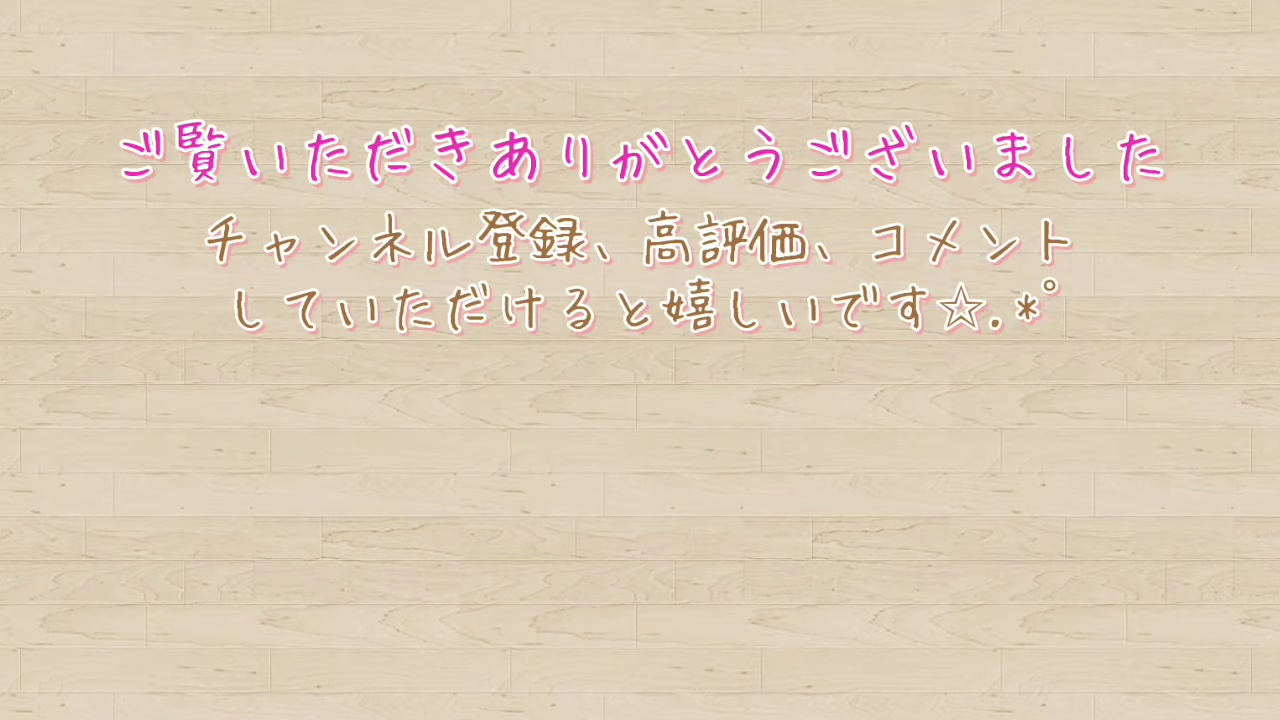 ご覧いただきありがとうございました
チャンネル登録、高評価、コメント
していただけると嬉しいです☆.*ﾟ